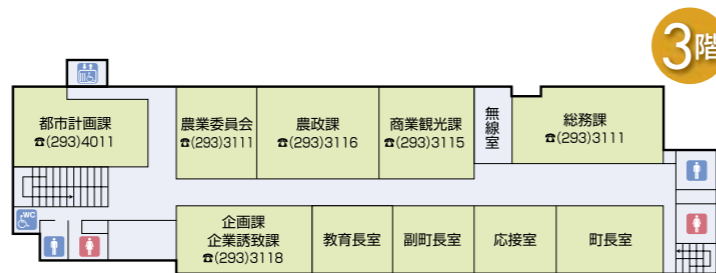 3階
都市計画課
☎(293)4011
農業委員会
☎(293)3111
農政課
☎(293)3116
商業観光課
☎(293)3115
無線室
総務課
☎(293)3111
WC
企画課
企業誘致課
☎(293)3118
教育長室
副町長室
応接室
町長室